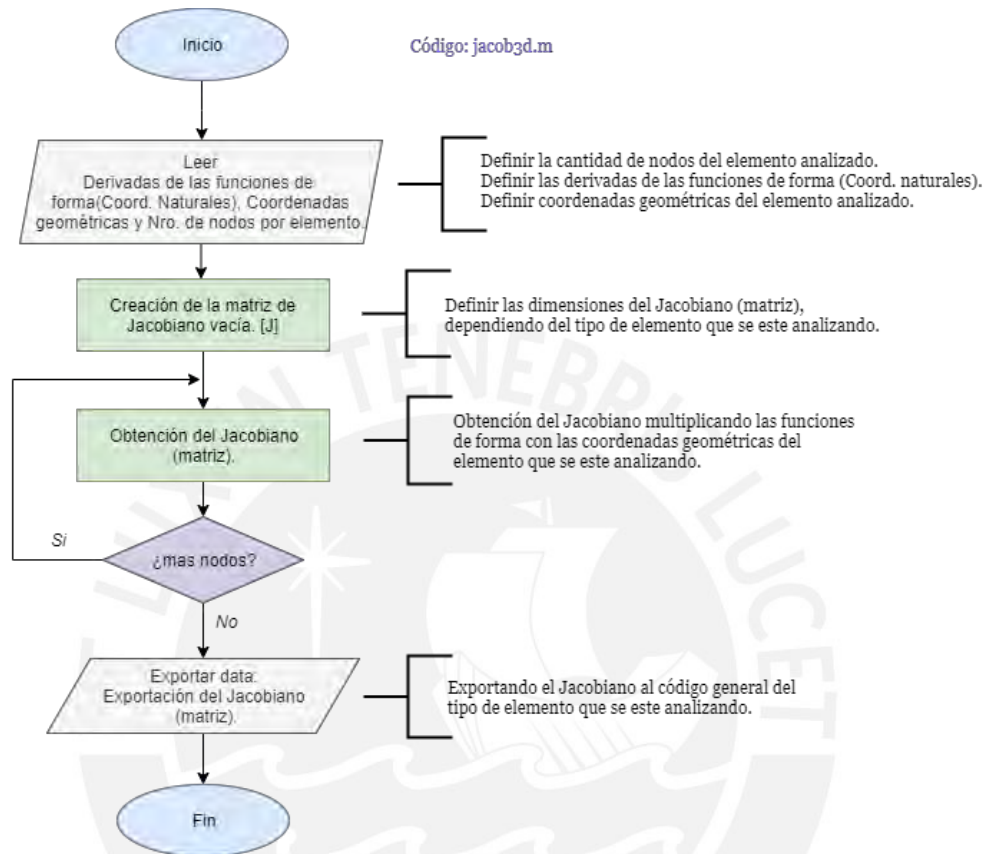 Inicio
Código: jacob3d.m
Leer
Derivadas de las funciones de
forma(Coord. Naturales), Coordenadas
geométricas y Nro. de nodos por elemento.
Definir la cantidad de nodos del elemento analizado.
Definir las derivadas de las funciones de forma (Coord. naturales).
Definir coordenadas geométricas del elemento analizado.
Creación de la matriz de
Jacobiano vacía. [J]
Definir las dimensiones del Jacobiano (matriz),
dependiendo del tipo de elemento que se este analizando.
Obtención del Jacobiano
(matriz).
Obtención del Jacobiano multiplicando las funciones
de forma con las coordenadas geométricas del
elemento que se este analizando.
Si
¿mas nodos?
No
Exportar data:
Exportación del Jacobiano
(matriz).
Exportando el Jacobiano al código general del
tipo de elemento que se este analizando.
Fin
ET LUX IN TENEBRIS LUCET